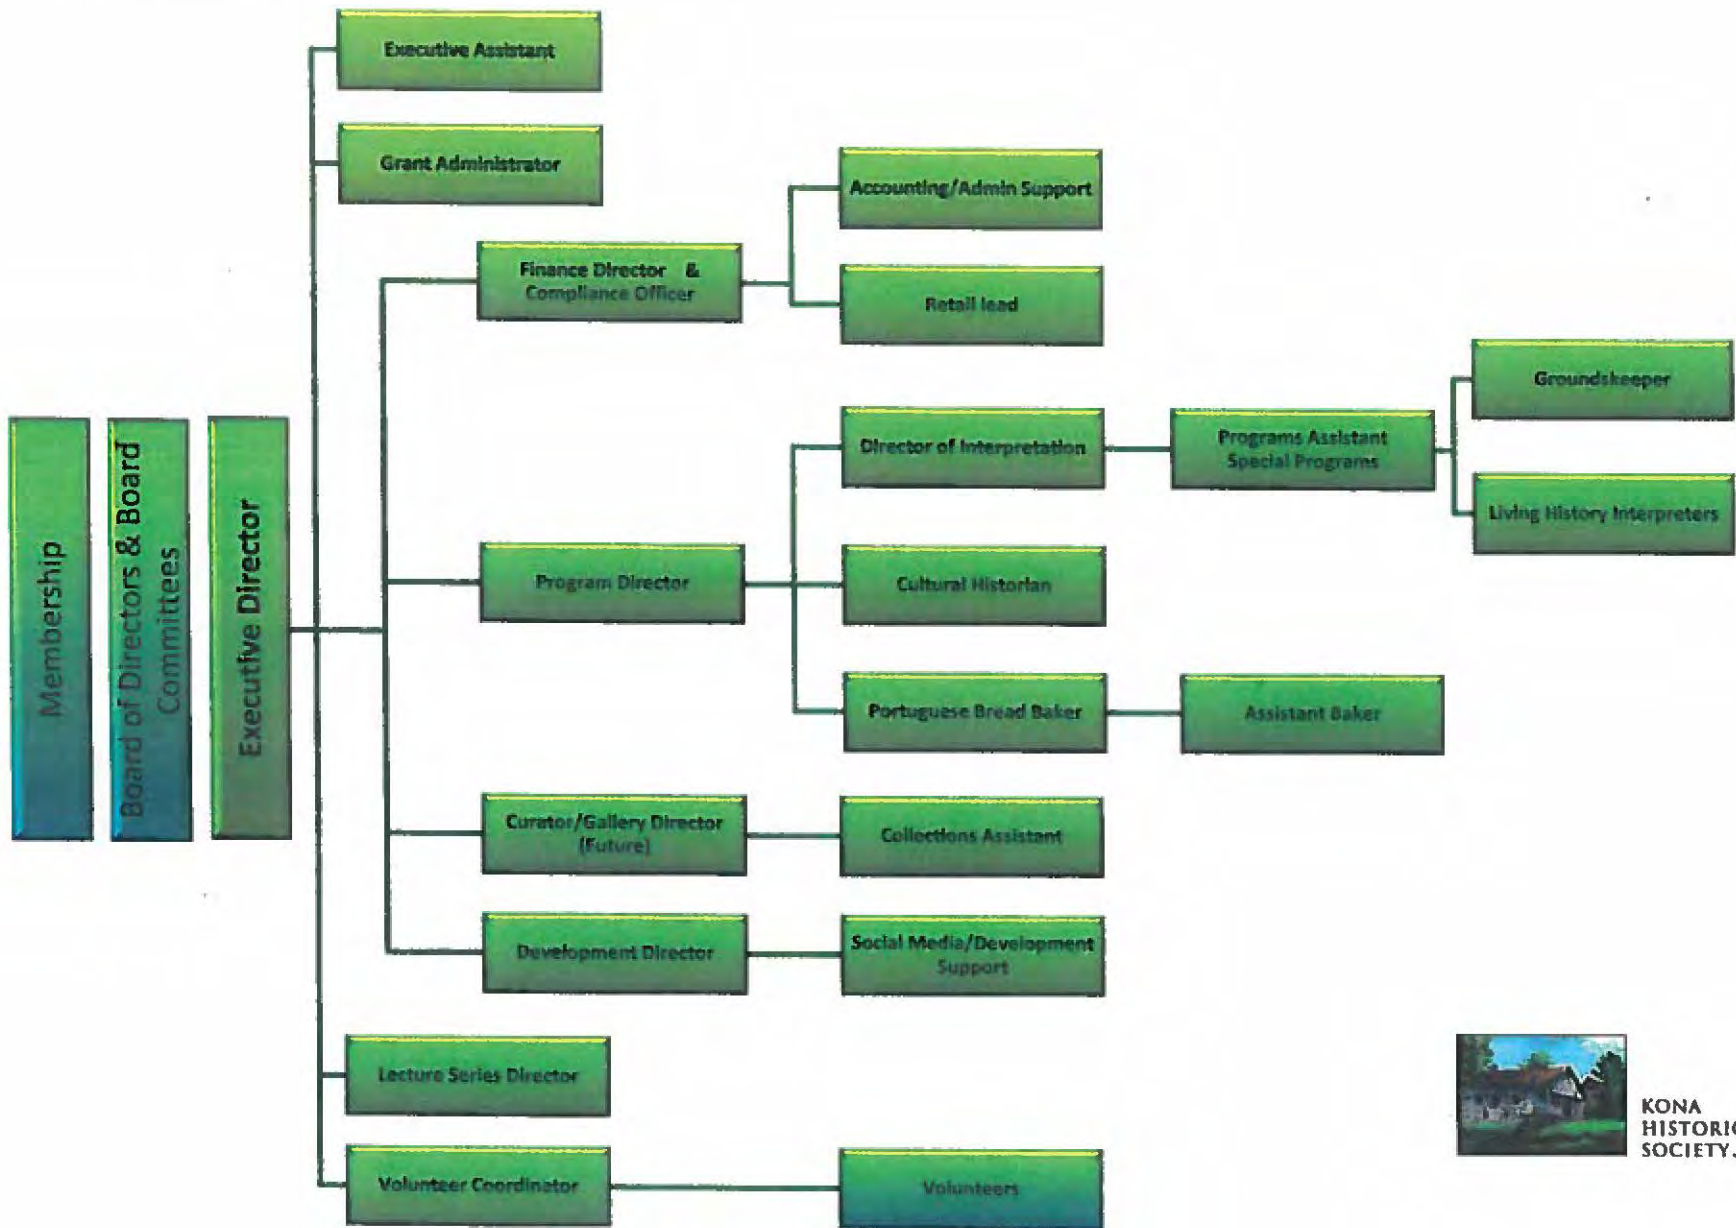 Executive Assistant
Grant Administrator
Accounting/Admin Support
Finance Director &
Compliance Officer
Retail lead
Groundskeeper
Director of Interpretation
Programs Assistant
Special Programs
Living History Interpreters
Membership
Board of Directors & Board
Committees
Executive Director
Program Director
Cultural Historian
Portuguese Bread Baker
Assistant Baker
Curator/Gallery Director
(Future)
Collections Assistant
Development Director
Social Media/Development
Support
Lecture Series Director
Volunteer Coordinator
Volunteers
KONA
SOCIETY